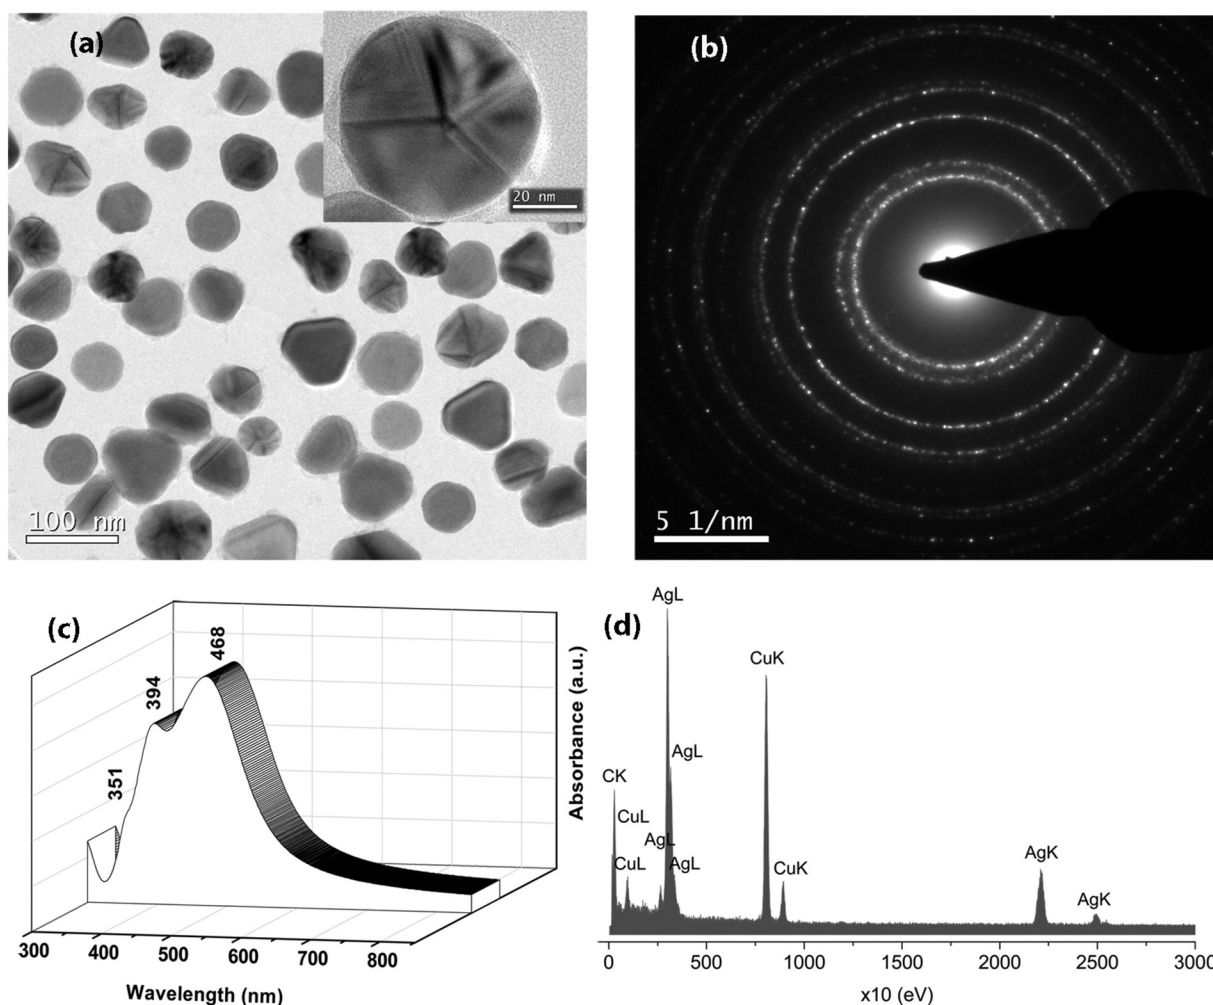 (a)
20 nm
100 nm
(b)
5 1/nm
(c)
351
394
468
Absorbance (a.u.)
300 400 500 600 700 800
Wavelength (nm)
(d)
AgL
CuK
AgL
CK
CuL
AgL
CuL
AgL
CuK
AgK
AgK
0 500 1000 1500 2000 2500 3000
x10 (eV)